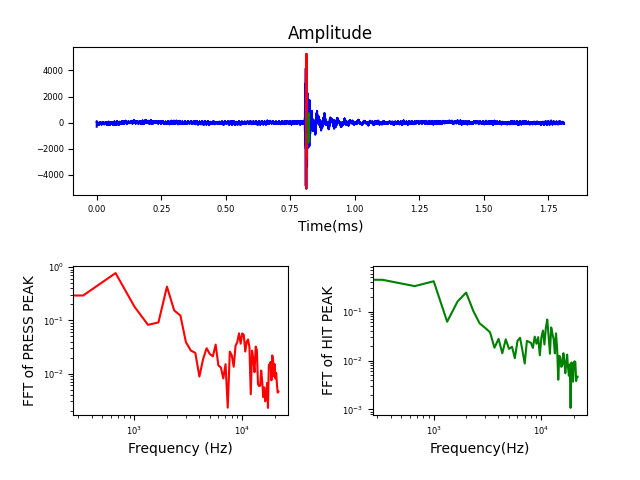 Amplitude
4000
2000
0
−2000
−4000
0.00 0.25 0.50 0.75 1.00 1.25 1.50 1.75
Time(ms)
FFT of PRESS PEAK
10⁰
10⁻¹
10⁻²
10³ 10⁴
Frequency (Hz)
FFT of HIT PEAK
10⁻¹
10⁻²
10⁻³
10³ 10⁴
Frequency(Hz)